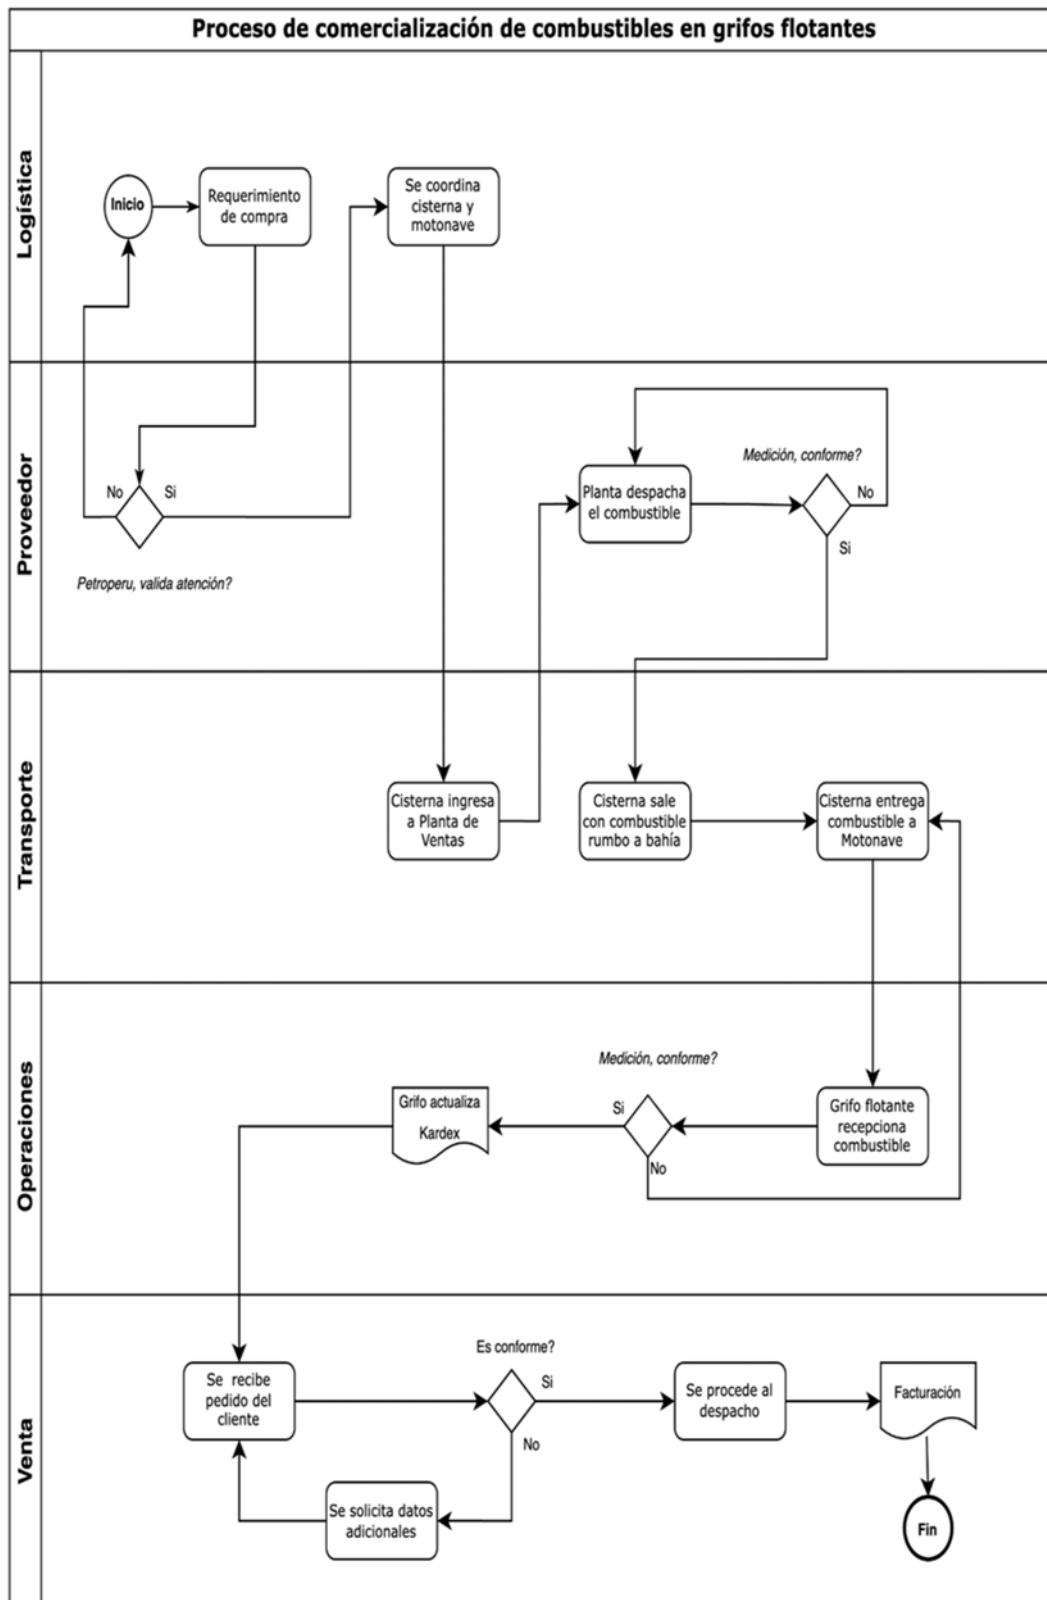 Proceso de comercialización de combustibles en grifos flotantes
Logística
Inicio
Requerimiento
de compra
Se coordina
cisterna y
motonave
Proveedor
No
Si
Petroperu, valida atención?
Planta despacha
el combustible
Medición, conforme?
No
Si
Transporte
Cisterna ingresa
a Planta de
Ventas
Cisterna sale
con combustible
rumbo a bahía
Cisterna entrega
combustible a
Motonave
Operaciones
Medición, conforme?
Grifo actualiza
Kardex
Si
No
Grifo flotante
recepciona
combustible
Venta
Se recibe
pedido del
cliente
Es conforme?
Si
No
Se procede al
despacho
Facturación
Se solicita datos
adicionales
Fin